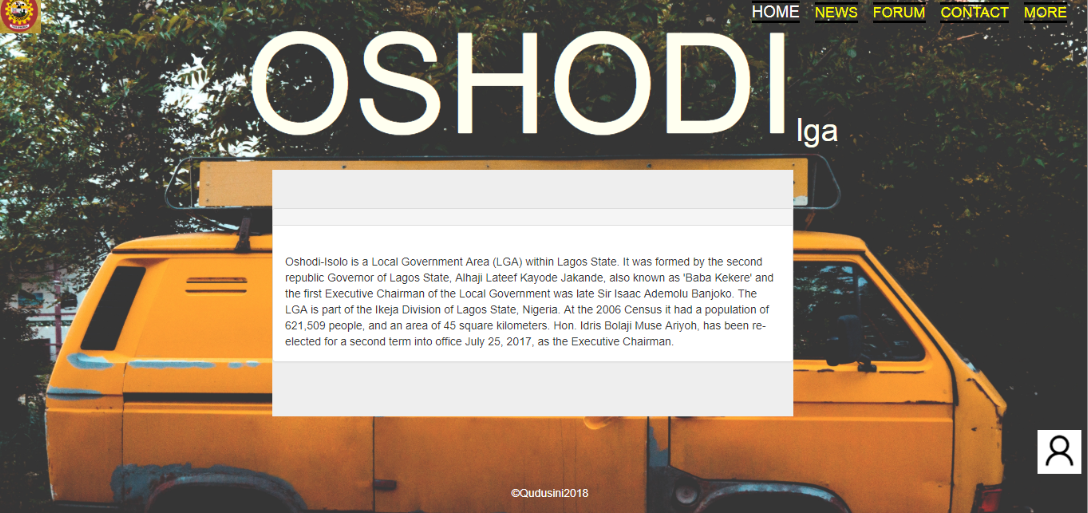 HOME NEWS FORUM CONTACT MORE
OSHODI lga
Oshodi-Isolo is a Local Government Area (LGA) within Lagos State. It was formed by the second
republic Governor of Lagos State, Alhaji Lateef Kayode Jakande, also known as 'Baba Kekere' and
the first Executive Chairman of the Local Government was late Sir Isaac Ademolu Banjoko. The
LGA is part of the Ikeja Division of Lagos State, Nigeria. At the 2006 Census it had a population of
621,509 people, and an area of 45 square kilometers. Hon. Idris Bolaji Muse Ariyoh, has been re-
elected for a second term into office July 25, 2017, as the Executive Chairman.
©Qudusini2018